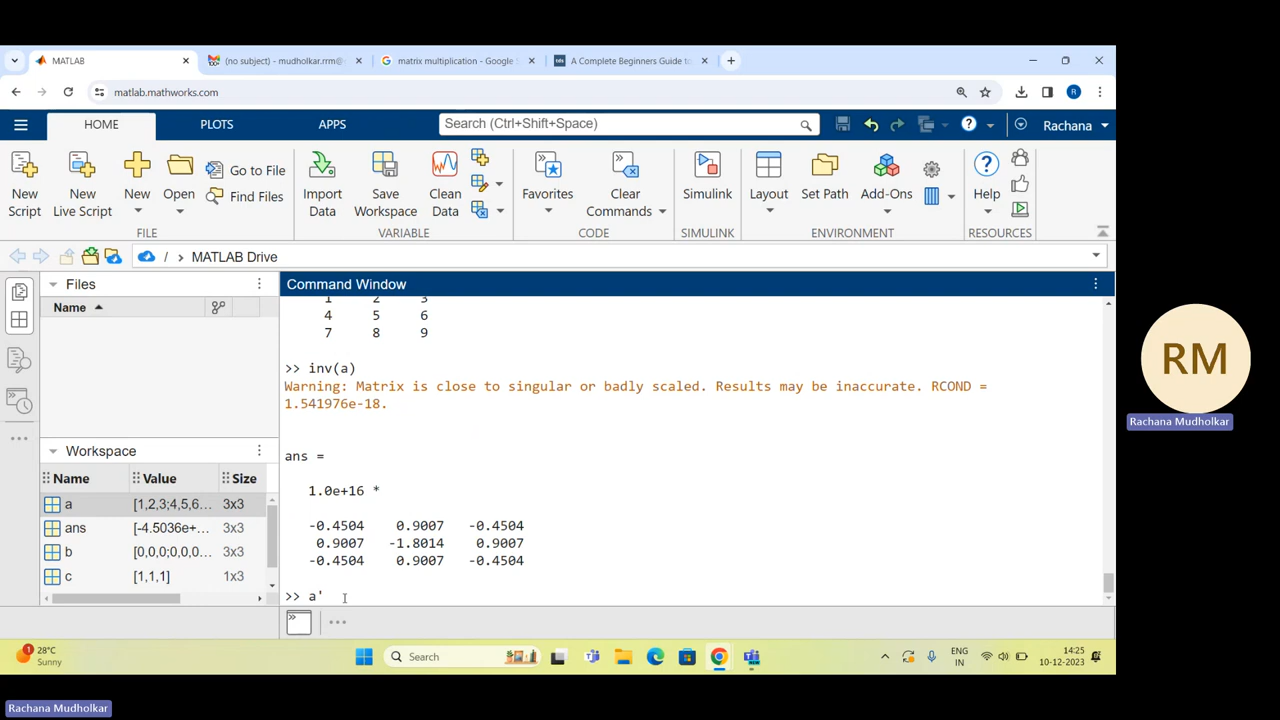 MATLAB
(no subject) - mudholkar.rrm@
matrix multiplication - Google S
cds
A Complete Beginners Guide to
matlab.mathworks.com
R
HOME
PLOTS
APPS
Search (Ctrl+Shift+Space)
Rachana
New Script
New Live Script
New
Open
Go to File
Find Files
FILE
Import Data
Save Workspace
Clean Data
VARIABLE
Favorites
Clear Commands
CODE
Simulink
SIMULINK
Layout
Set Path
Add-Ons
ENVIRONMENT
Help
RESOURCES
/ > MATLAB Drive
Files
Name
Command Window
1 2 3
4 5 6
7 8 9
>> inv(a)
Warning: Matrix is close to singular or badly scaled. Results may be inaccurate. RCOND =
1.541976e-18.
ans =
1.0e+16 *
-0.4504 0.9007 -0.4504
0.9007 -1.8014 0.9007
-0.4504 0.9007 -0.4504
>> a'
Workspace
Name Value Size
a [1,2,3;4,5,6... 3x3
ans [-4.5036e+... 3x3
b [0,0,0;0,0,0... 3x3
c [1,1,1] 1x3
RM
Rachana Mudholkar
1
28°C
Sunny
Search
ENG
IN
14:25
10-12-2023
Rachana Mudholkar